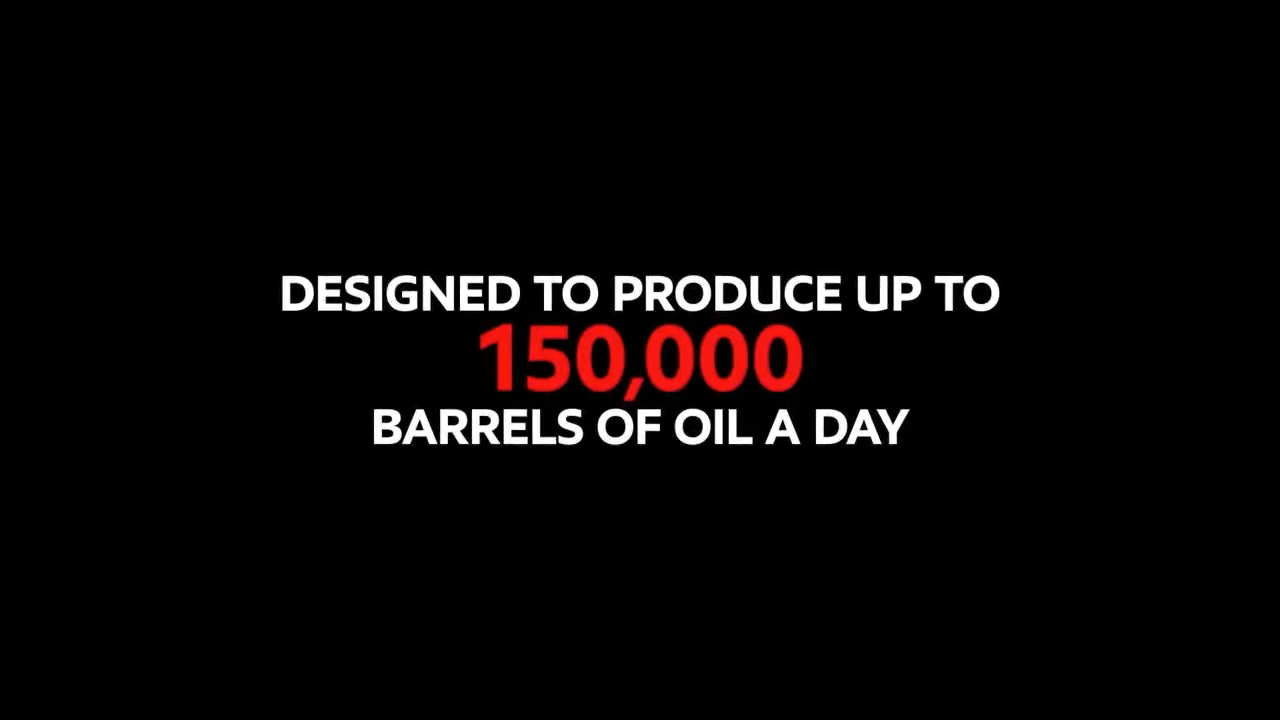 DESIGNED TO PRODUCE UP TO
150,000
BARRELS OF OIL A DAY